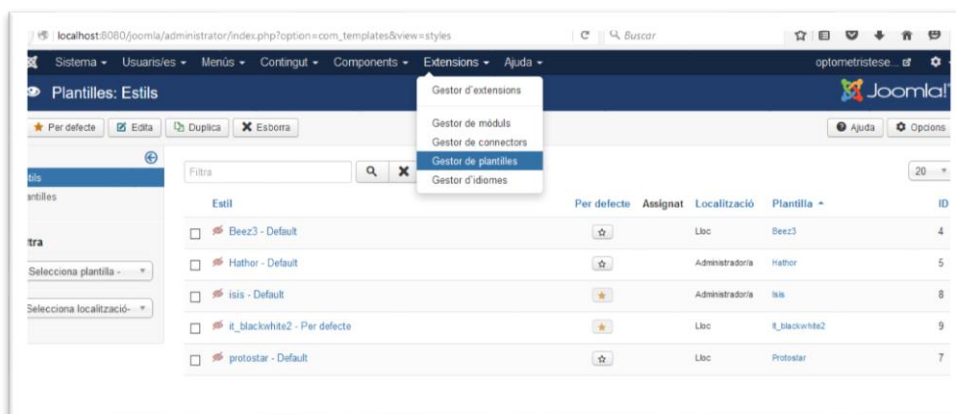 localhost:8080/joomla/administrator/index.php?option=com_templates&view=styles
Buscar
Sistema Usuaris/es Menús Contingut Components Extensions Ajuda optometristese...
Plantilles: Estils
Joomla!
Per defecte Edita Duplica Esborra
Ajuda Opcions
Gestor d'extensions
Gestor de mòduls
Gestor de connectors
Gestor de plantilles
Gestor d'idiomes
tils
antilles
Filtra
20
ltra
Selecciona plantilla -
Selecciona localització-
Estil Per defecte Assignat Localització Plantilla ID
Beez3 - Default Lloc Beez3 4
Hathor - Default Administrador/a Hathor 5
isis - Default Administrador/a Isis 8
it_blackwhite2 - Per defecte Lloc It_blackwhite2 9
protostar - Default Lloc Protostar 7